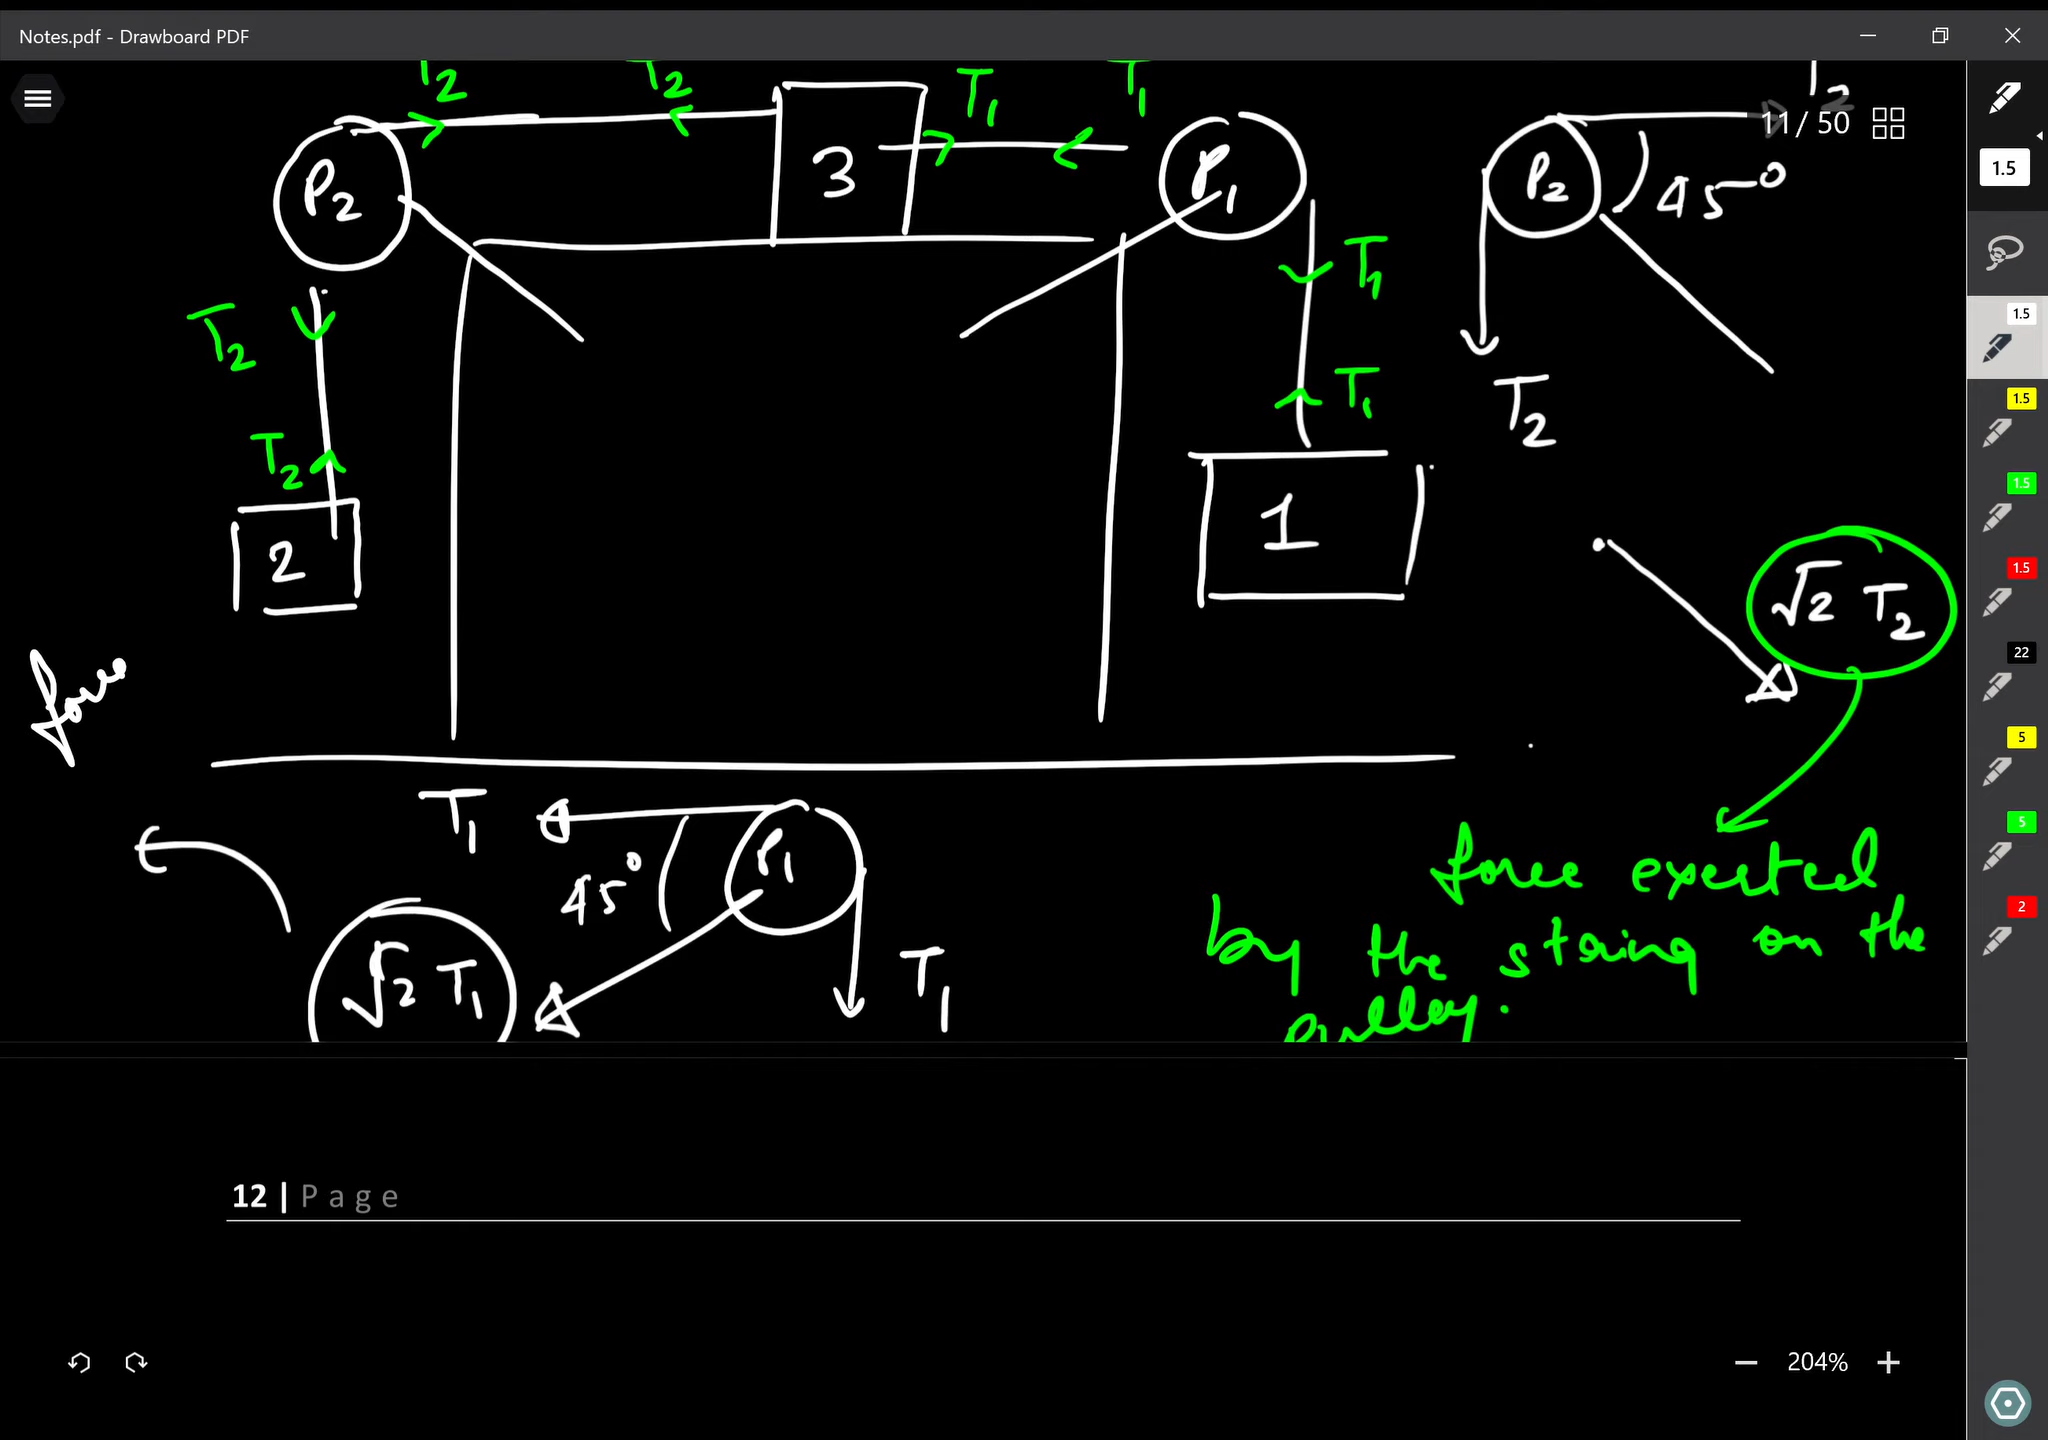 Notes.pdf - Drawboard PDF
T2 T2 T1 T1 T2
11 / 50
1.5
P2 3 P1 P2 45°
T2 T1
T2 T1 T2
1.5
1.5
1.5
1.5
22
5
5
2
2 1
√2 T2
T1 P1
45°
√2 T1 T1
force exerted
by the string on the
pulley.
12 | Page
204%